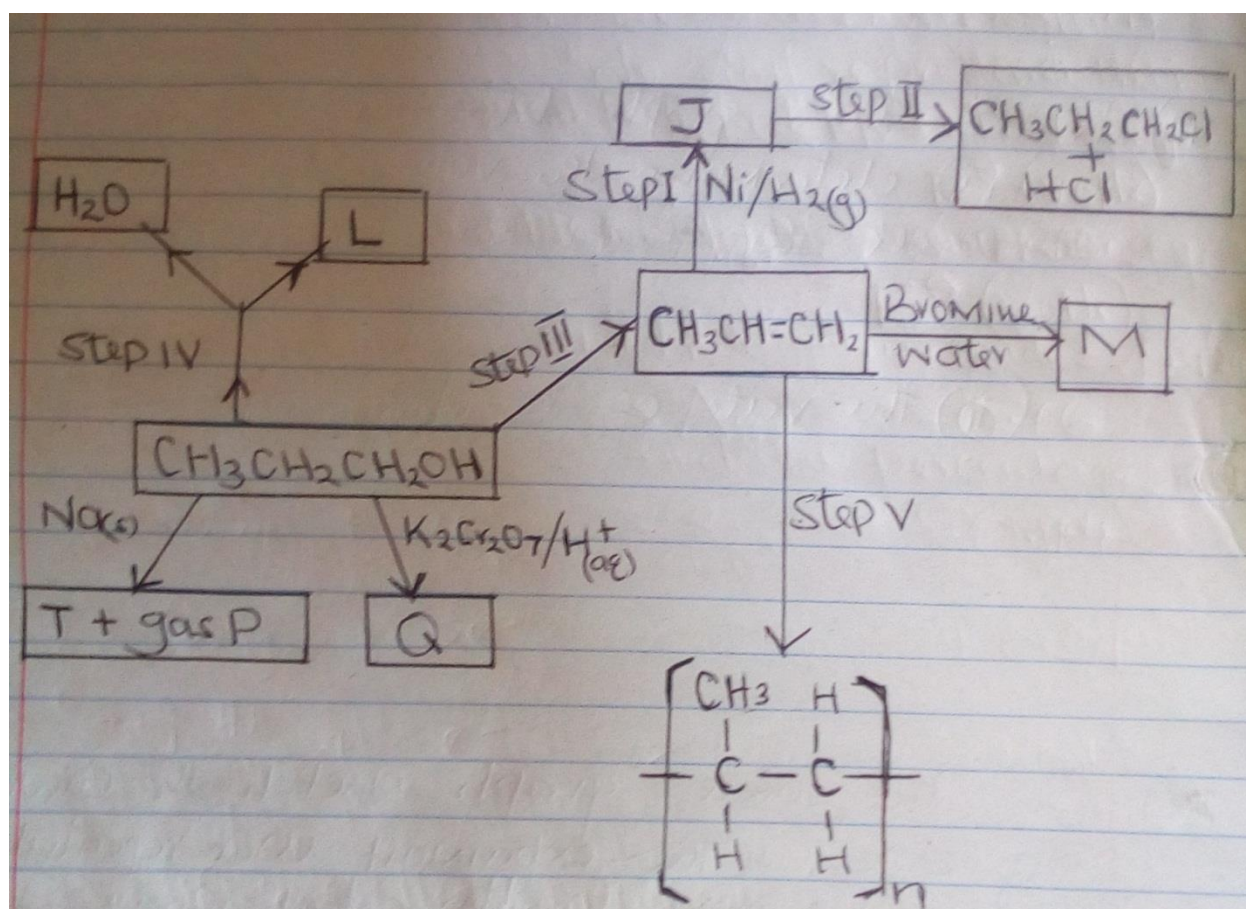 J
Step II
CH3CH2CH2Cl
+
HCl
H2O
L
Step I
Ni/H2(g)
Step IV
Step III
CH3CH=CH2
Bromine
water
M
CH3CH2CH2OH
Na(s)
K2Cr2O7/H+(aq)
Step V
T + gas P
Q
CH3 H
C-C
H H
n